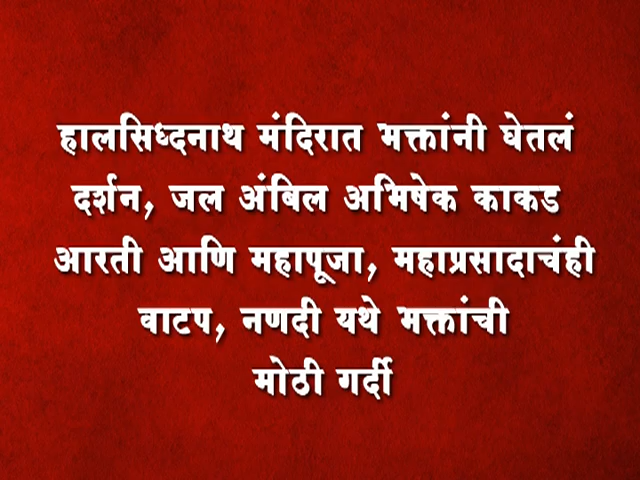 हालसिध्दनाथ मंदिरात भक्तांनी घेतलं
दर्शन, जल अंबिल अभिषेक काकड
आरती आणि महापूजा, महाप्रसादाचंही
वाटप, नणदी यथे भक्तांची
मोठी गर्दी